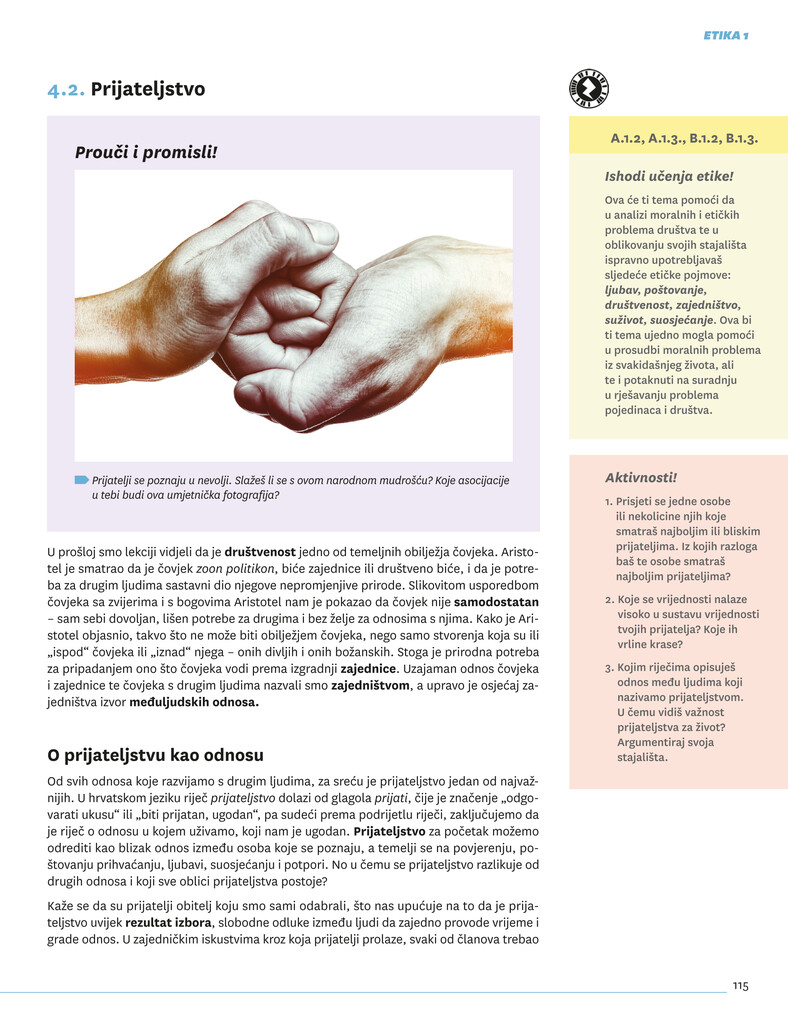 ETIKA 1
4.2. Prijateljstvo
Prouči i promisli!
Prijatelji se poznaju u nevolji. Slažeš li se s ovom narodnom mudrošću? Koje asocijacije
u tebi budi ova umjetnička fotografija?
U prošloj smo lekciji vidjeli da je društvenost jedno od temeljnih obilježja čovjeka. Aristo-
tel je smatrao da je čovjek zoon politikon, biće zajednice ili društveno biće, i da je potre-
ba za drugim ljudima sastavni dio njegove nepromjenjive prirode. Slikovitom usporedbom
čovjeka sa zvijerima i s bogovima Aristotel nam je pokazao da čovjek nije samodostatan
– sam sebi dovoljan, lišen potrebe za drugima i bez želje za odnosima s njima. Kako je Ari-
stotel objasnio, takvo što ne može biti obilježjem čovjeka, nego samo stvorenja koja su ili
„ispod“ čovjeka ili „iznad“ njega – onih divljih i onih božanskih. Stoga je prirodna potreba
za pripadanjem ono što čovjeka vodi prema izgradnji zajednice. Uzajaman odnos čovjeka
i zajednice te čovjeka s drugim ljudima nazvali smo zajedništvom, a upravo je osjećaj za-
jedništva izvor međuljudskih odnosa.
O prijateljstvu kao odnosu
Od svih odnosa koje razvijamo s drugim ljudima, za sreću je prijateljstvo jedan od najvaž-
nijih. U hrvatskom jeziku riječ prijateljstvo dolazi od glagola prijati, čije je značenje „odgo-
varati ukusu“ ili „biti prijatan, ugodan“, pa sudeći prema podrijetlu riječi, zaključujemo da
je riječ o odnosu u kojem uživamo, koji nam je ugodan. Prijateljstvo za početak možemo
odrediti kao blizak odnos između osoba koje se poznaju, a temelji se na povjerenju, po-
štovanju prihvaćanju, ljubavi, suosjećanju i potpori. No u čemu se prijateljstvo razlikuje od
drugih odnosa i koji sve oblici prijateljstva postoje?
Kaže se da su prijatelji obitelj koju smo sami odabrali, što nas upućuje na to da je prija-
teljstvo uvijek rezultat izbora, slobodne odluke između ljudi da zajedno provode vrijeme i
grade odnos. U zajedničkim iskustvima kroz koja prijatelji prolaze, svaki od članova trebao
A.1.2, A.1.3., B.1.2, B.1.3.
Ishodi učenja etike!
Ova će ti tema pomoći da
u analizi moralnih i etičkih
problema društva te u
oblikovanju svojih stajališta
ispravno upotrebljavaš
sljedeće etičke pojmove:
ljubav, poštovanje,
društvenost, zajedništvo,
suživot, suosjećanje. Ova bi
ti tema ujedno mogla pomoći
u prosudbi moralnih problema
iz svakidašnjeg života, ali
te i potaknuti na suradnju
u rješavanju problema
pojedinaca i društva.
Aktivnosti!
1. Prisjeti se jedne osobe
ili nekolicine njih koje
smatraš najboljim ili bliskim
prijateljima. Iz kojih razloga
baš te osobe smatraš
najboljim prijateljima?
2. Koje se vrijednosti nalaze
visoko u sustavu vrijednosti
tvojih prijatelja? Koje ih
vrline krase?
3. Kojim riječima opisuješ
odnos među ljudima koji
nazivamo prijateljstvom.
U čemu vidiš važnost
prijateljstva za život?
Argumentiraj svoja
stajališta.
115